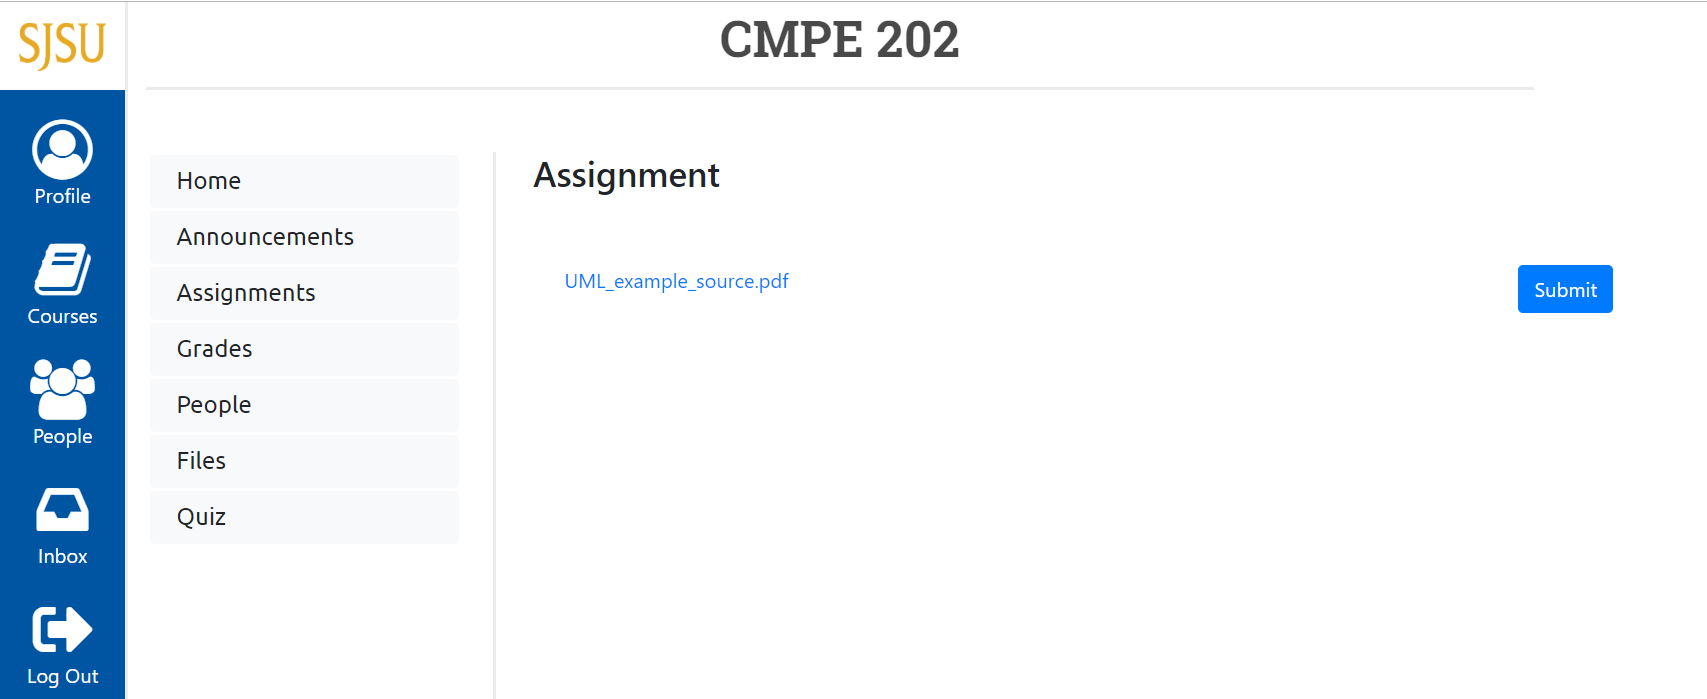 SJSU
CMPE 202
Profile
Courses
People
Inbox
Log Out
Home
Announcements
Assignments
Grades
People
Files
Quiz
Assignment
UML_example_source.pdf
Submit